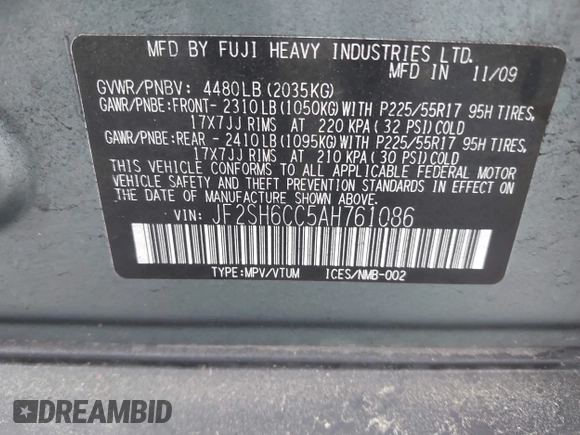 MFD BY FUJI HEAVY INDUSTRIES LTD.
MFD IN 11/09
GVWR/PNBV: 4480LB(2035KG)
GAWR/PNBE:FRONT- 2310LB(1050KG)WITH P225/55R17 95H TIRES,
17X7JJ RIMS AT 220 KPA( 32 PSI)COLD
GAWR/PNBE:REAR -2410LB(1095KG)WITH P225/55R17 95H TIRES,
17X7JJ RIMS AT 210 KPA( 30 PSI)COLD
THIS VEHICLE CONFORMS TO ALL APPLICABLE FEDERAL MOTOR
VEHICLE SAFETY AND THEFT PREVENTION STANDARDS IN EFFECT ON
THE DATE OF MANUFACTURE SHOWN ABOVE.
VIN: JF2SH6CC5AH761086
TYPE:MPV/VTUM ICES/NMB-002
DREAMBID